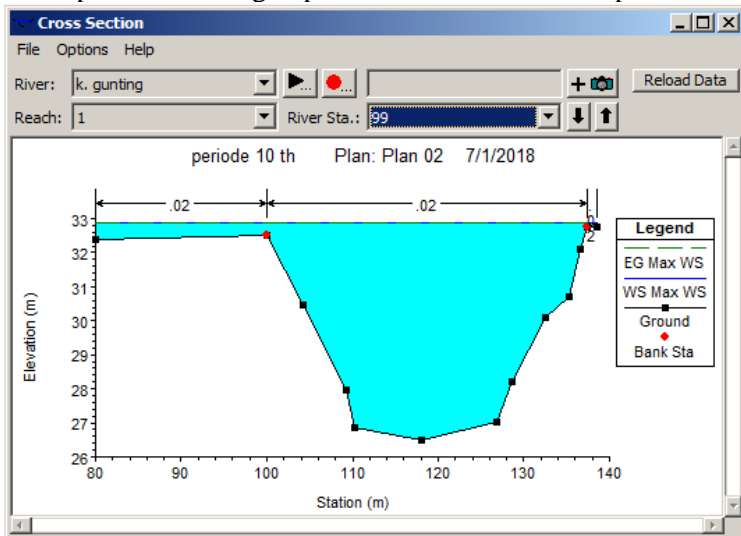 Cross Section
File Options Help
River: k. gunting Reload Data
Reach: 1 River Sta.: 99
periode 10 th Plan: Plan 02 7/1/2018
.02 .02 .02
Legend
EG Max WS
WS Max WS
Ground
Bank Sta
33
32
31
30
29
28
27
26
Elevation (m)
80 90 100 110 120 130 140
Station (m)